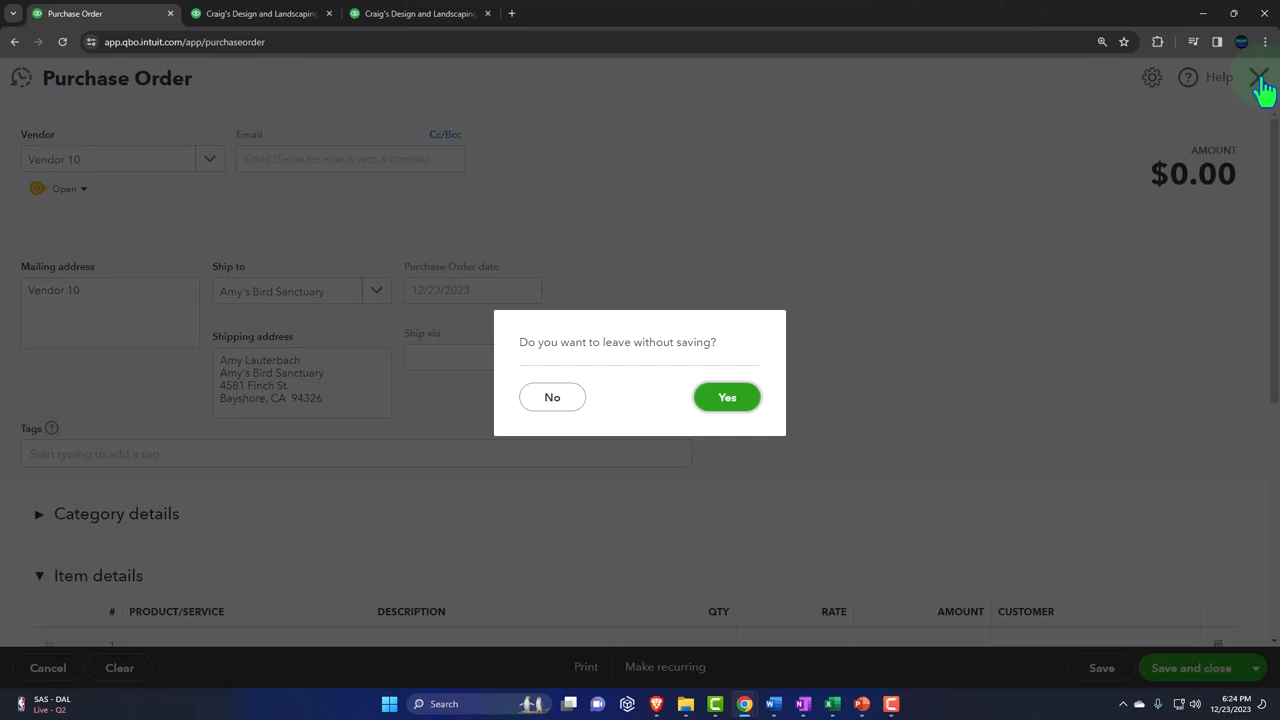 Purchase Order
Craig's Design and Landscaping
Craig's Design and Landscaping
app.qbo.intuit.com/app/purchaseorder
Purchase Order
Help
Vendor
Email
Cc/Bcc
AMOUNT
Vendor 10
Email (Separate emails with a comma)
$0.00
Open
Mailing address
Ship to
Purchase Order date
Vendor 10
Amy's Bird Sanctuary
12/23/2023
Shipping address
Ship via
Do you want to leave without saving?
Amy Lauterbach
Amy's Bird Sanctuary
4581 Finch St.
Bayshore, CA 94326
No
Yes
Tags
Start typing to add a tag
Category details
Item details
# PRODUCT/SERVICE DESCRIPTION QTY RATE AMOUNT CUSTOMER
1
Cancel
Clear
Print
Make recurring
Save
Save and close
SAS - DAL
Live - Q2
Search
6:24 PM
12/23/2023